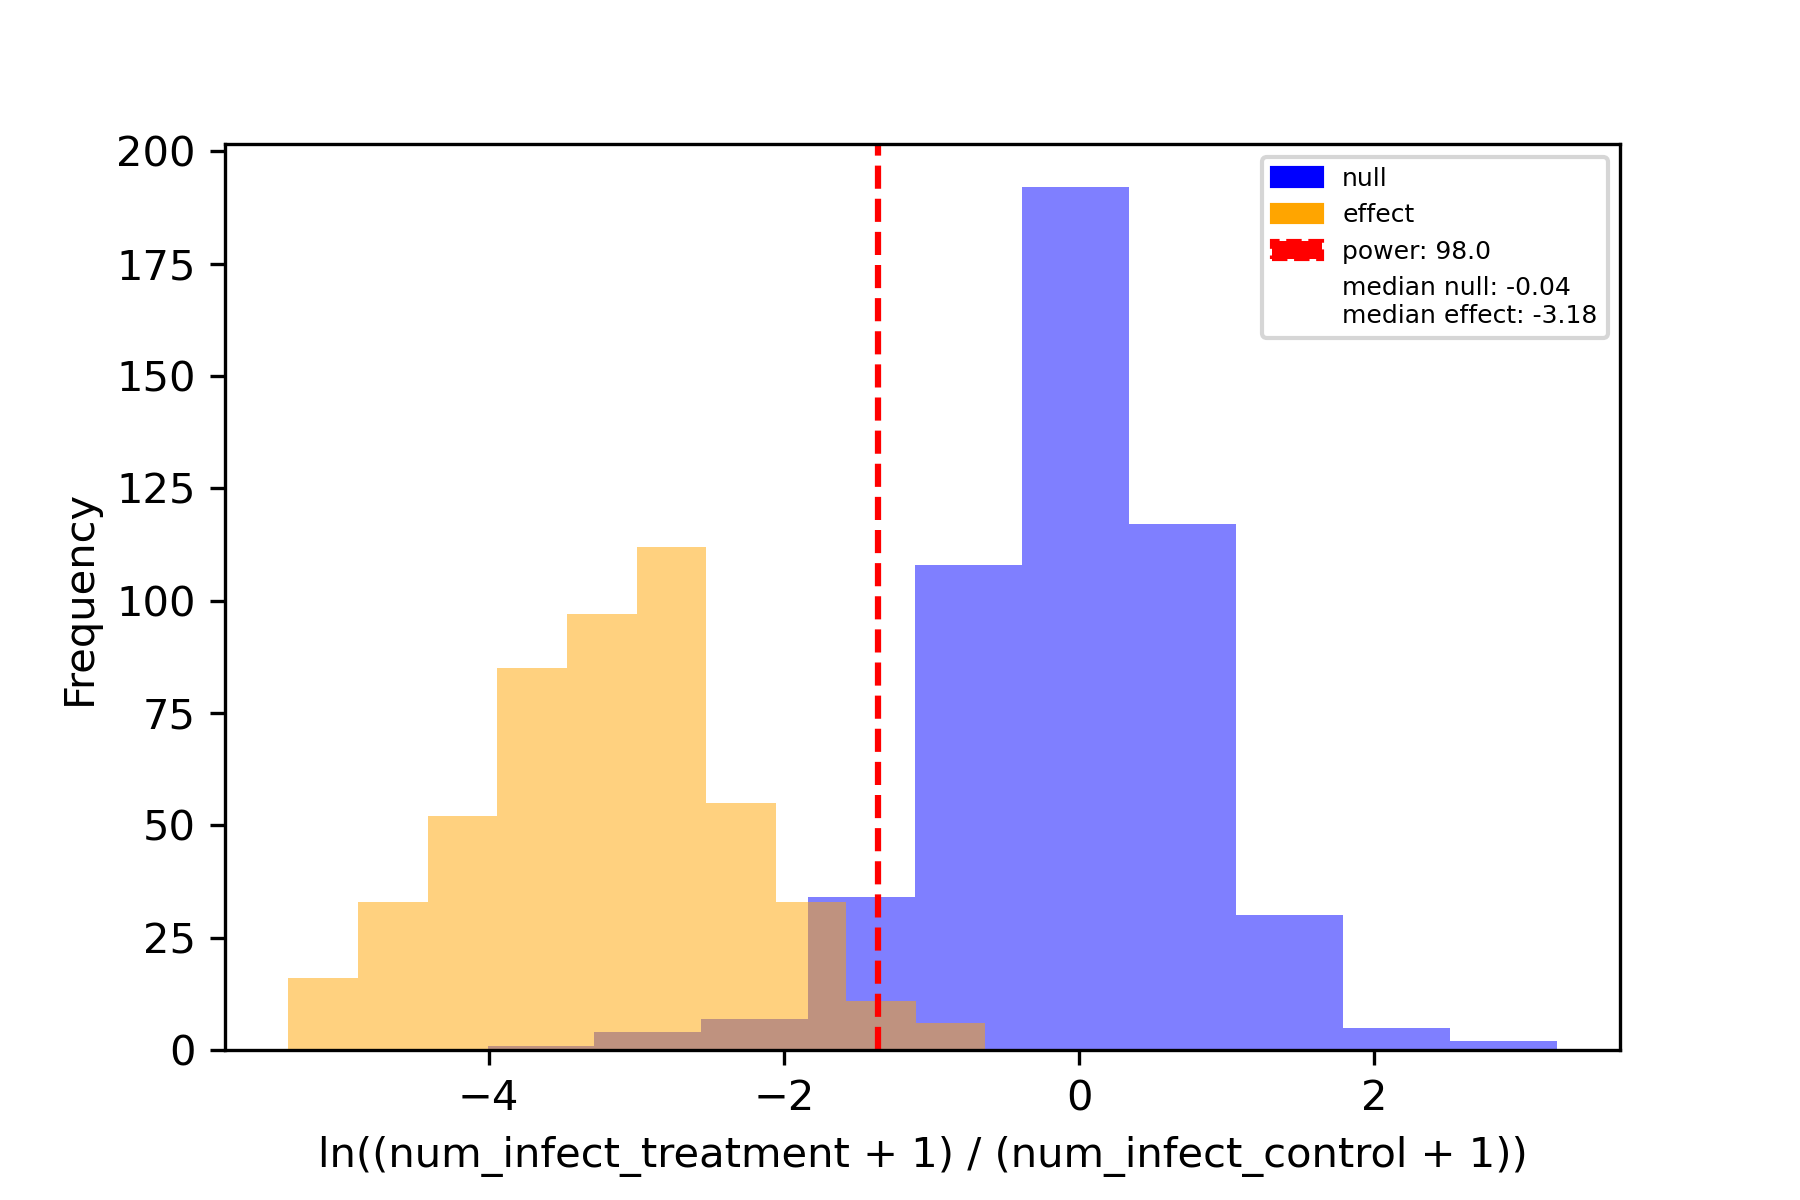 200
175
150
125
100
75
50
25
0
Frequency
null
effect
power: 98.0
median null: -0.04
median effect: -3.18
−4 −2 0 2
ln((num_infect_treatment + 1) / (num_infect_control + 1))